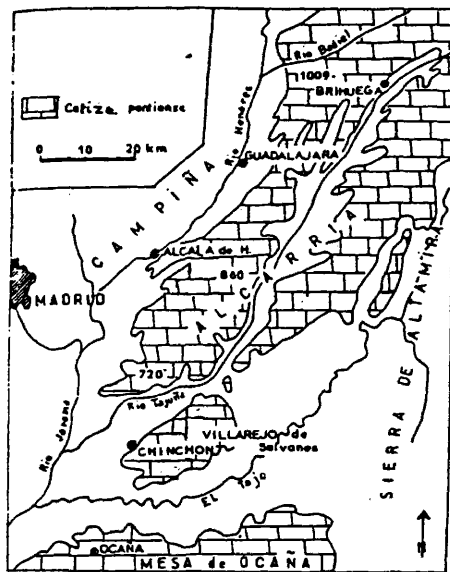 Rio Badiel
1009-
BRIHUEGA
Caliza pontiense
0 10 20 km
Rio Henares
GUADALAJARA
CAMPIÑA
ALCALA de H.
ALCARRIA
860
MADRID
SIERRA DE ALTAMIRA
720
Rio Tajuña
Rio Jarama
VILLAREJO de
Salvanes
CHINCHON
EL Tajo
N
OCAÑA
MESA de OCAÑA